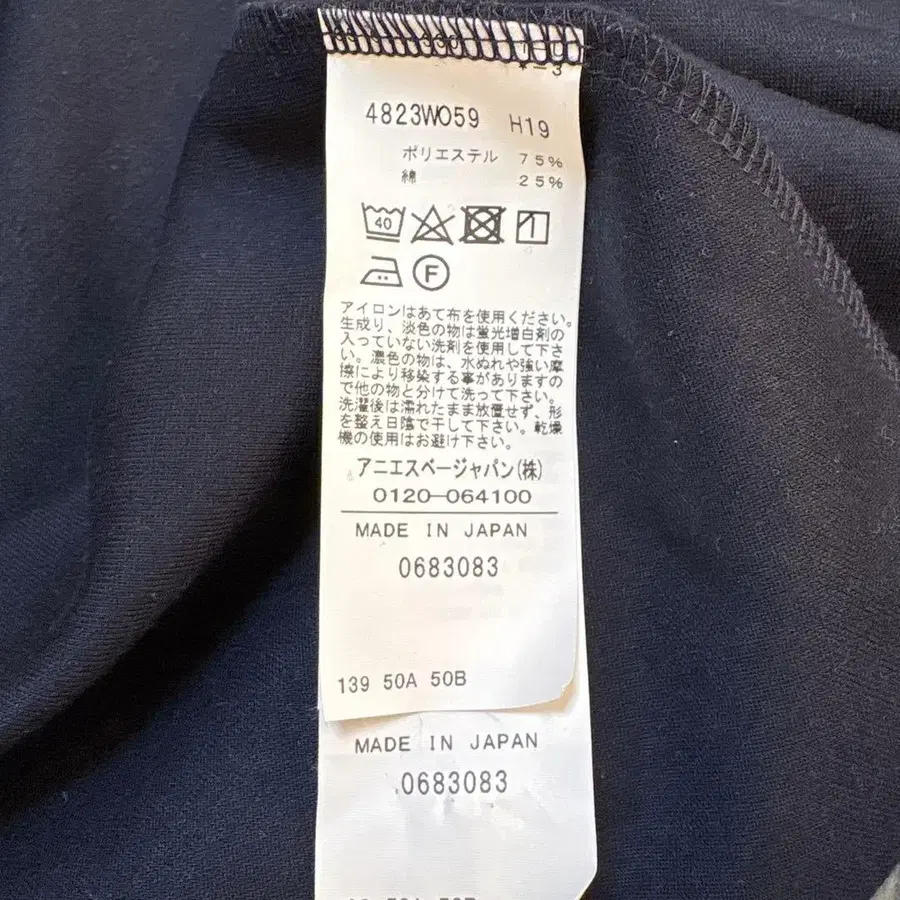 4823W059 H19
ポリエステル 75%
綿 25%
40
F
アイロンはあて布を使用ください。
生成り、淡色の物は蛍光増白剤の
入っていない洗剤を使用して下さ
い。濃色の物は、水ぬれや強い摩
擦により移染する事がありますの
で他の物と分けて洗って下さい。
洗濯後は濡れたまま放置せず、形
を整え日陰で干して下さい。乾燥
機の使用はお避け下さい。
アニエスベージャパン(株)
0120-064100
MADE IN JAPAN
0683083
139 50A 50B
MADE IN JAPAN
0683083